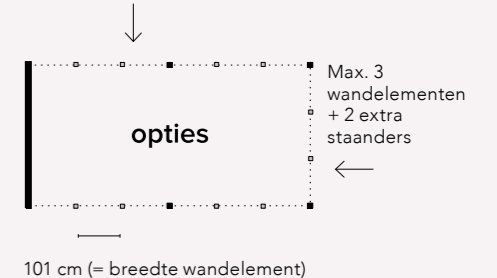 Max. 3
wandelementen
+ 2 extra
staanders
opties
101 cm (= breedte wandelement)